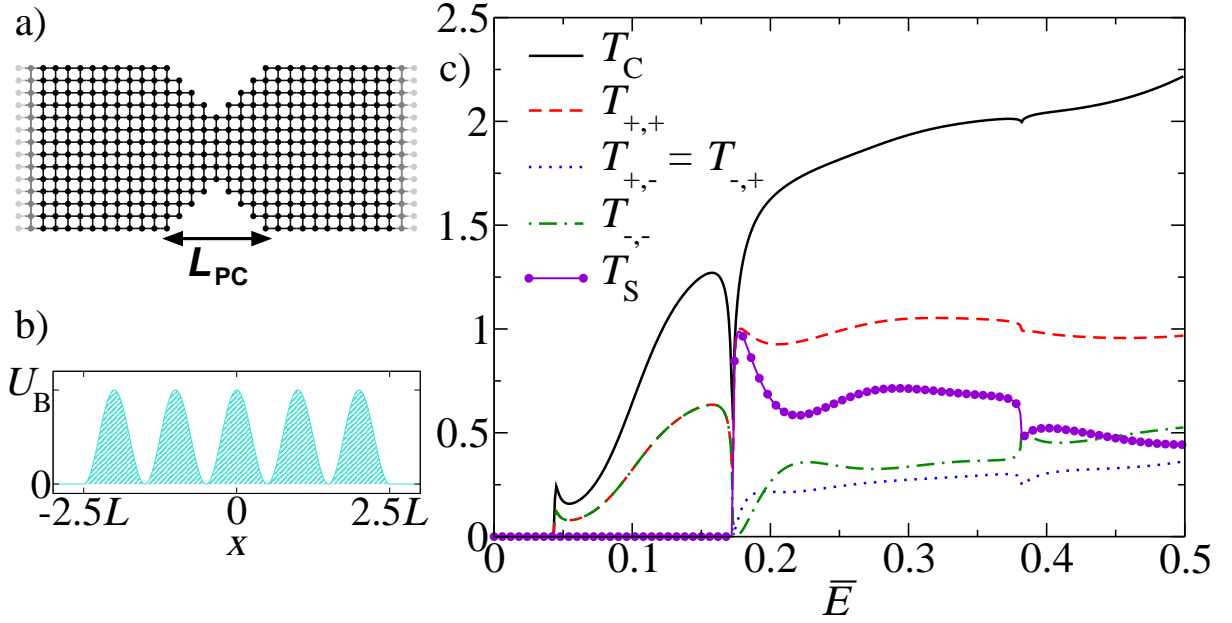 a)
L_PC
b)
U_B
0
-2.5L 0 2.5L
x
c)
T_C
T_+,+
T_+,- = T_-,+
T_-,-
T_S
2.5
2
1.5
1
0.5
0
0 0.1 0.2 0.3 0.4 0.5
E̅